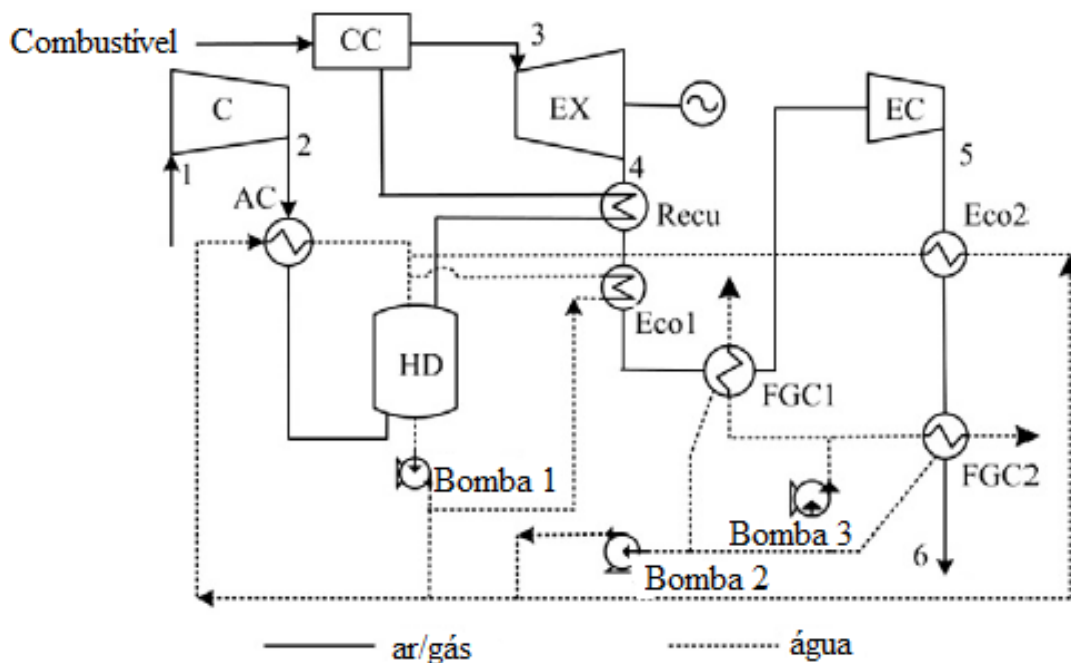 Combustível
CC
3
C
EX
EC
2
4
5
1
AC
Recu
Eco2
Eco1
HD
FGC1
FGC2
Bomba 1
Bomba 3
Bomba 2
6
ar/gás
água